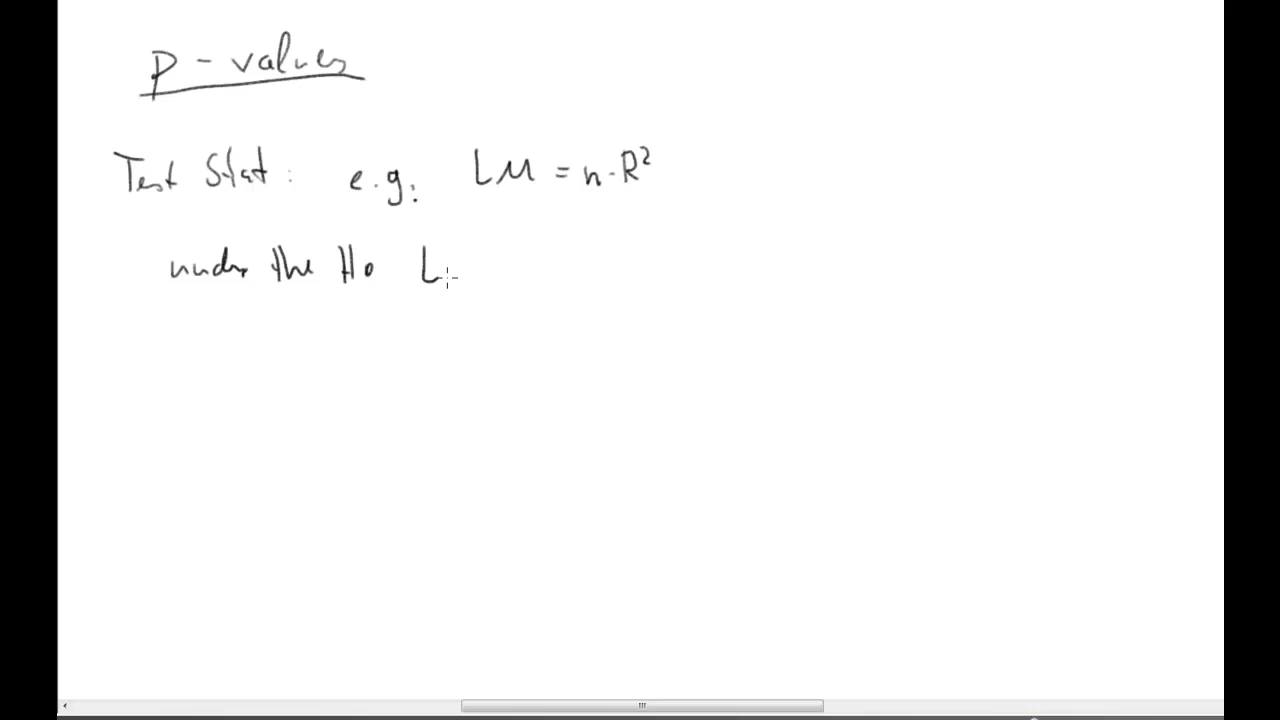 p - values
Test Stat: e.g: LM = n·R²
under the H₀ L